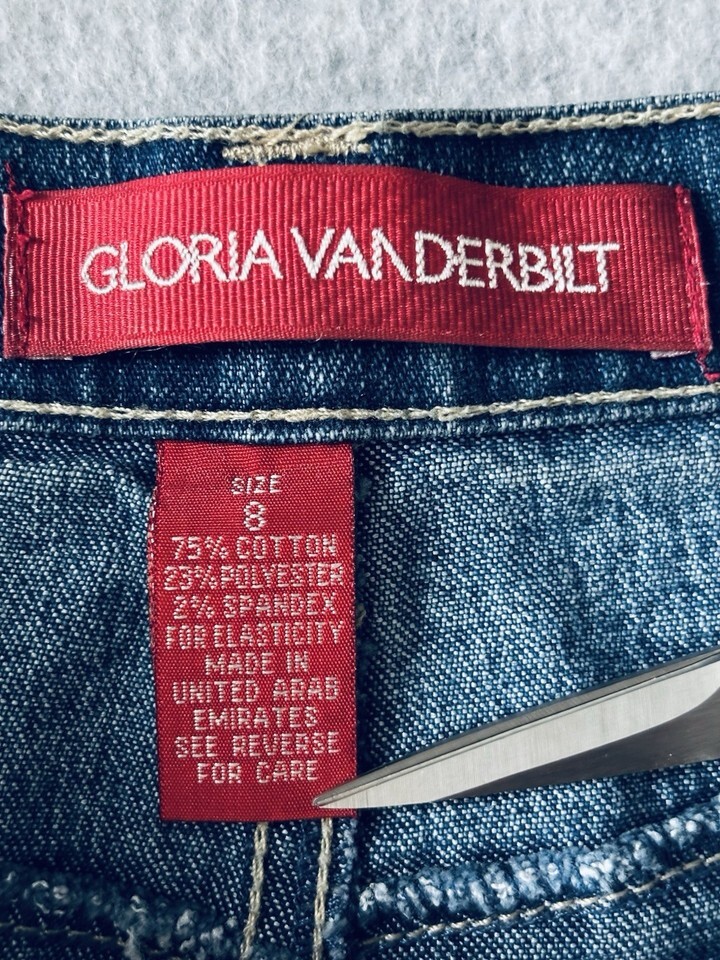 GLORIA VANDERBILT
SIZE
8
75% COTTON
23% POLYESTER
2% SPANDEX
FOR ELASTICITY
MADE IN
UNITED ARAB
EMIRATES
SEE REVERSE
FOR CARE